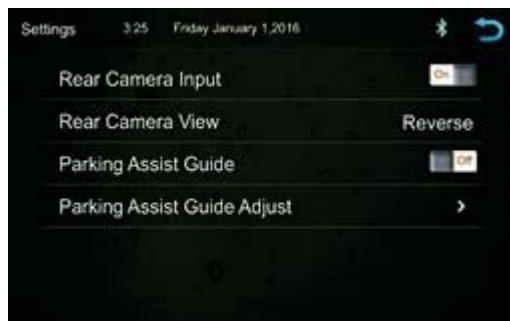 Settings 3:25 Friday January 1,2016
Rear Camera Input On
Rear Camera View Reverse
Parking Assist Guide Off
Parking Assist Guide Adjust